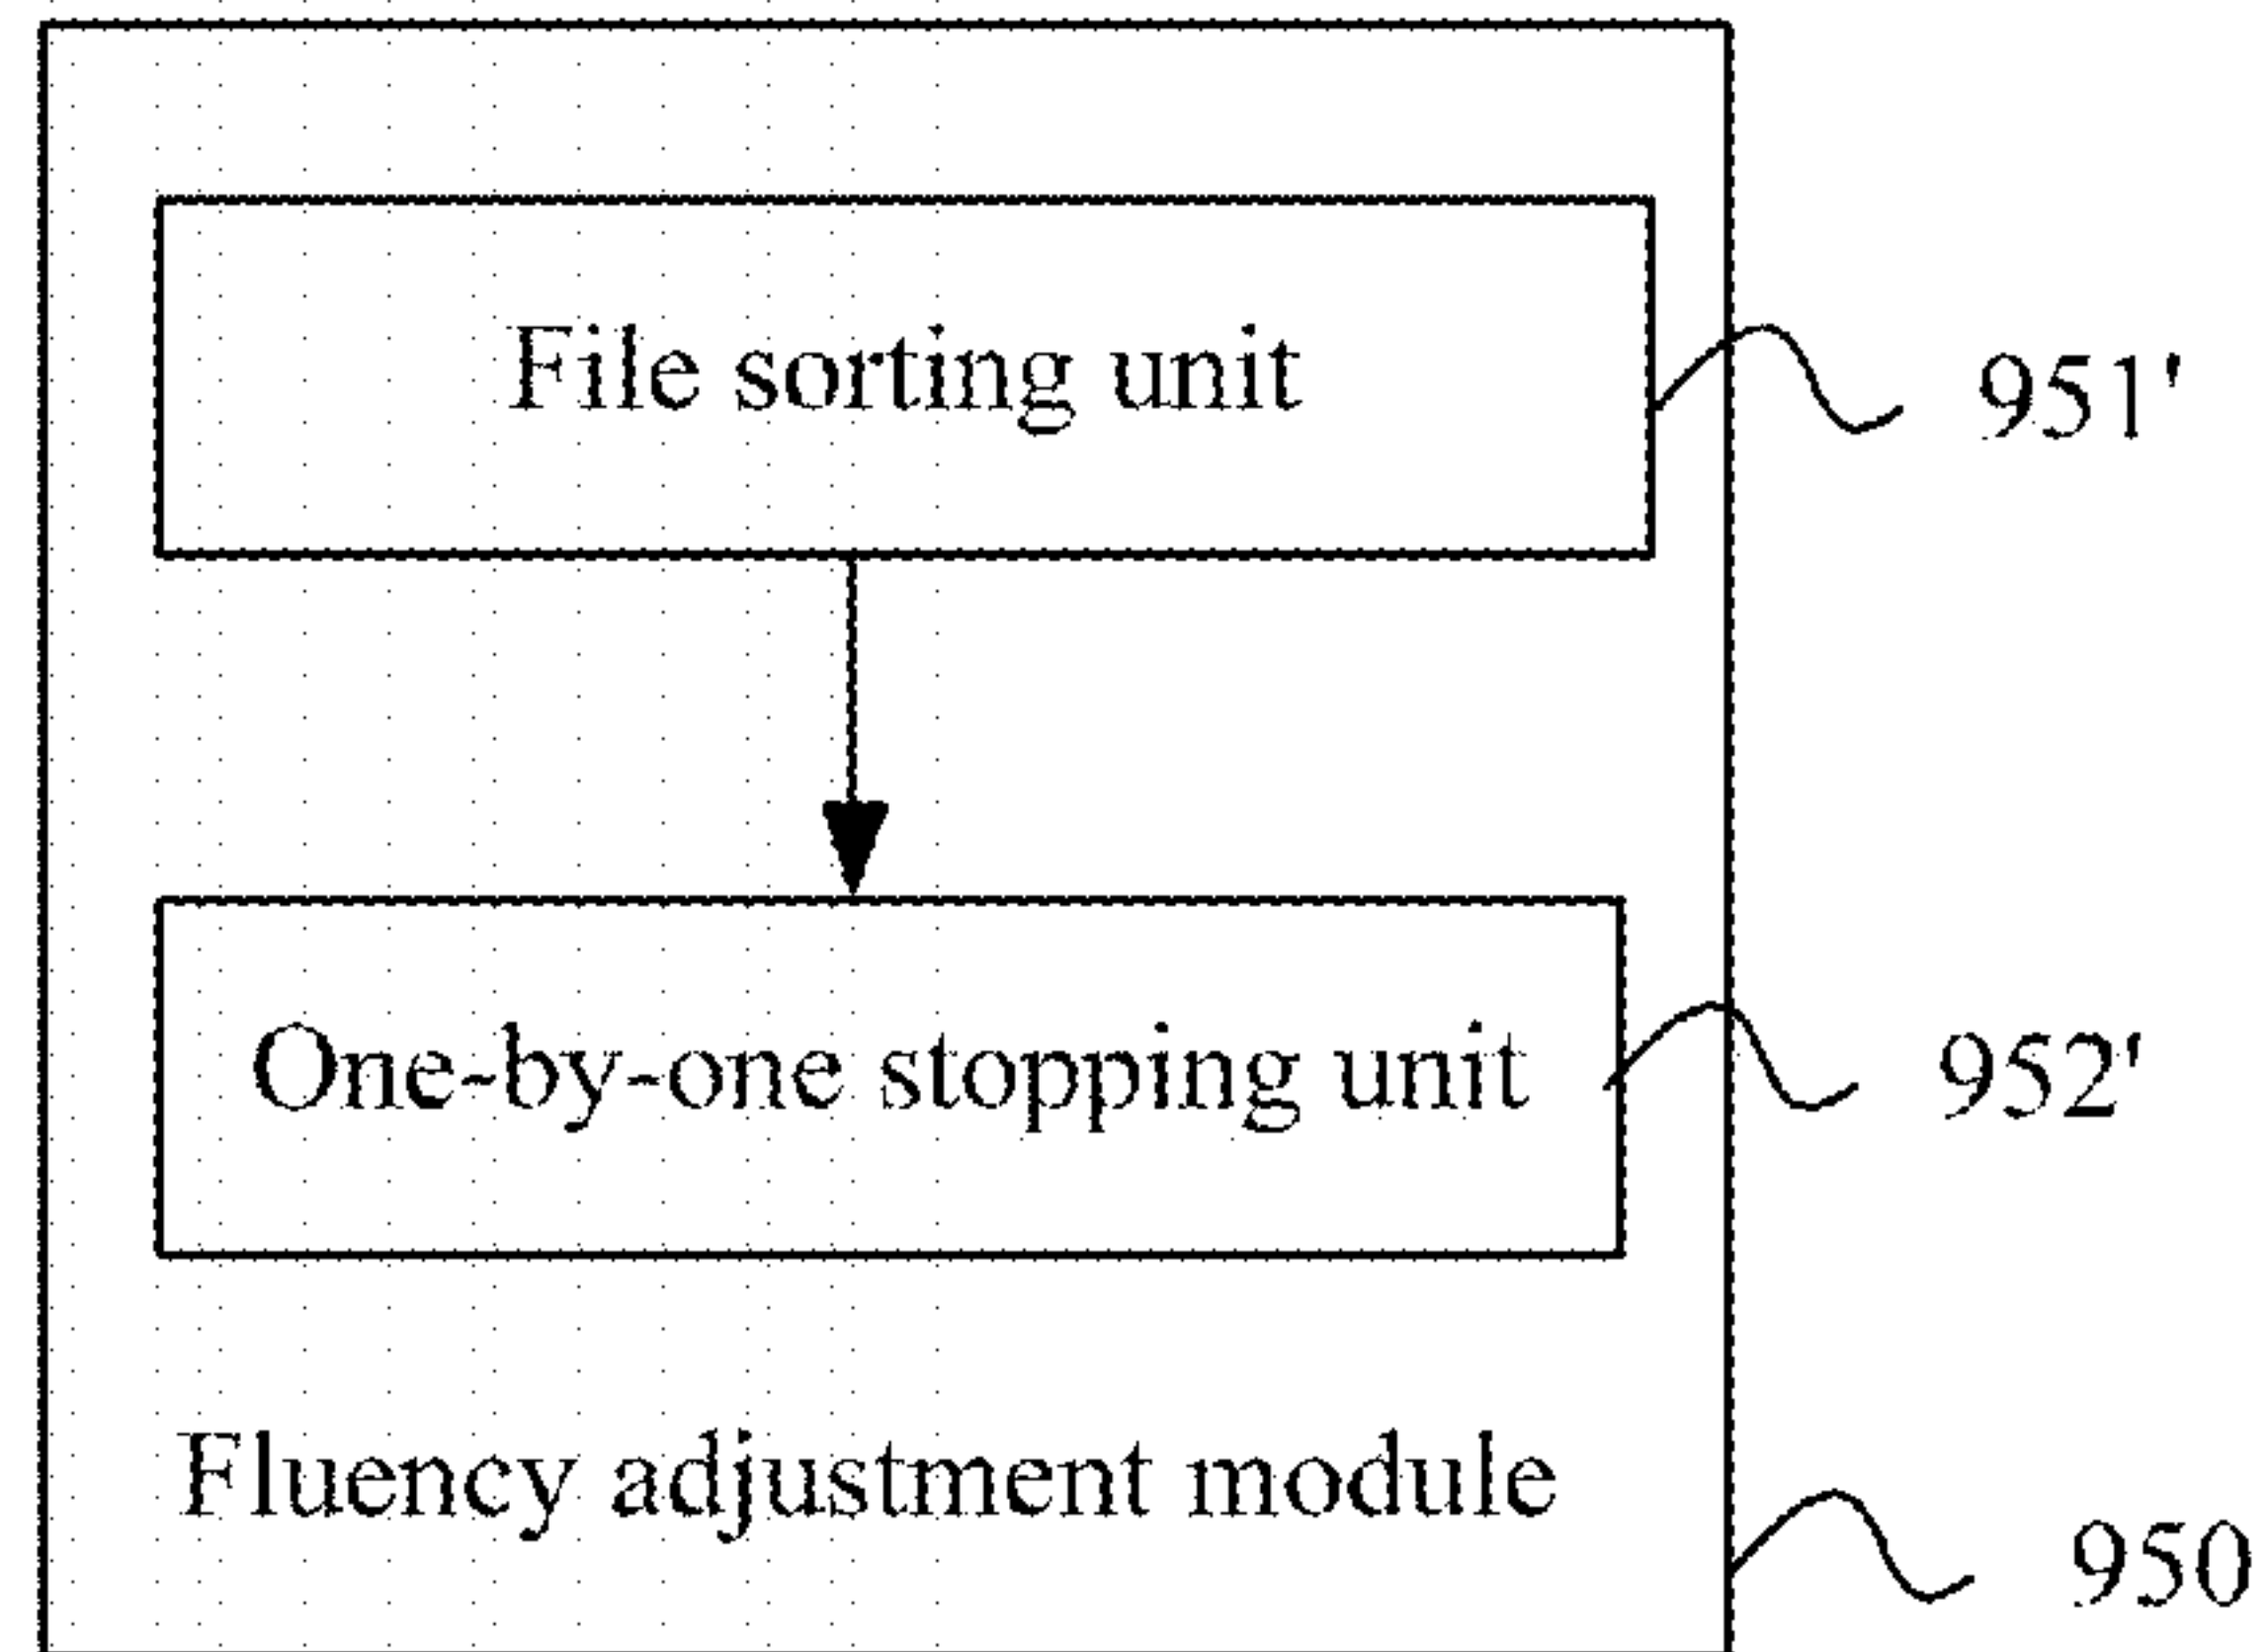 File sorting unit
951'
One-by-one stopping unit
952'
Fluency adjustment module
950